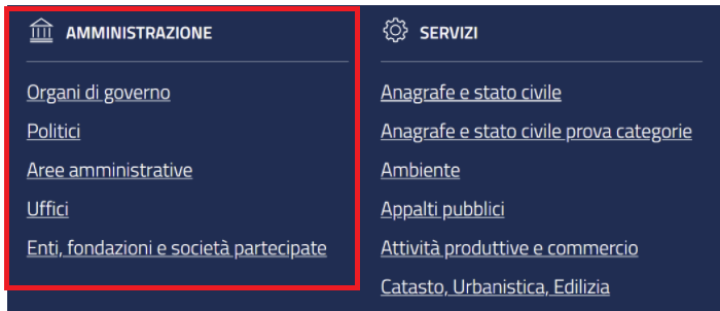 AMMINISTRAZIONE
Organi di governo
Politici
Aree amministrative
Uffici
Enti, fondazioni e società partecipate
SERVIZI
Anagrafe e stato civile
Anagrafe e stato civile prova categorie
Ambiente
Appalti pubblici
Attività produttive e commercio
Catasto, Urbanistica, Edilizia